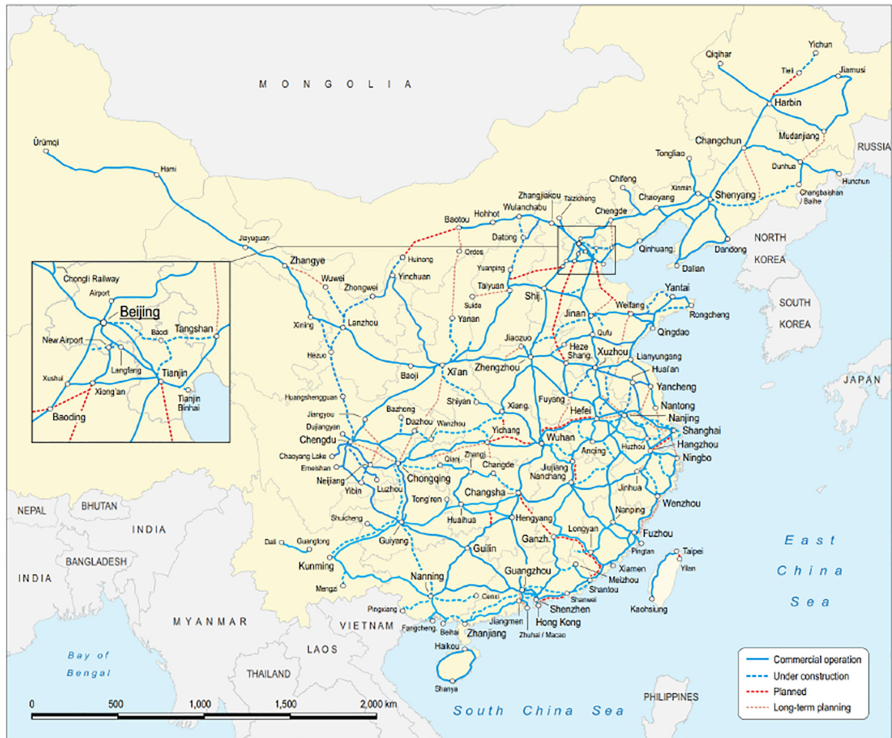 Qiqihar
Yichun
Tieli
Jiamusi
M O N G O L I A
Harbin
Ürümqi
Changchun
Mudanjiang
RUSSIA
Hami
Tongliao
Dunhua
Hunchun
Chifeng
Xinmin
Shenyang
Changbaishan
/ Baihe
Zhangjiakou
Taizicheng
Chaoyang
Wulanchabu
Hohhot
Baotou
Chengde
Jiayuguan
Datong
NORTH
KOREA
Zhangye
Huinong
Ordos
Qinhuang.
Dandong
Wuwei
Yinchuan
Yuanping
Dalian
Chongli Railway
Zhongwei
Taiyuan
Shij.
Yantai
Airport
Suide
Weifang
Rongcheng
SOUTH
KOREA
Beijing
Xining
Lanzhou
Yanan
Jinan
Qingdao
Tangshan
Baodi
New Airport
Hezuo
Jiaozuo
Qufu
Heze
Shang.
Xuzhou
Lianyungang
Langfang
Tianjin
Baoji
Xi'an
Zhengzhou
Huai'an
JAPAN
Xushui
Xiong'an
Tianjin
Binhai
Huangshengguan
Yancheng
Baoding
Jiangyou
Bazhong
Shiyan
Xiang.
Fuyang
Hefei
Nantong
Dujiangyan
Dazhou
Wanzhou
Yichang
Nanjing
Chengdu
Shanghai
Wuhan
Anqing
Huzhou
Hangzhou
Chaoyang Lake
Qianj.
Zhangj.
Ningbo
Emeishan
Changde
Jiujiang
Neijiang
Chongqing
Nanchang
Yibin
Luzhou
Tong'ren
Changsha
Jinhua
Wenzhou
NEPAL
BHUTAN
Shuicheng
Huaihua
Hengyang
Nanping
INDIA
Longyan
Fuzhou
Dali
Guangtong
Guiyang
Ganzh.
Pingtan
Taipei
East
Guilin
Yilan
BANGLADESH
Kunming
Guangzhou
Xiamen
China
INDIA
Nanning
Meizhou
Mengzi
Cenxi
Shantou
Sea
Shanwei
Pingxiang
Shenzhen
Kaohsiung
MYANMAR
VIETNAM
Fangcheng.
Beihai
Zhanjiang
Jiangmen
Hong Kong
Zhuhai / Macao
LAOS
Haikou
Bay of
Bengal
Commercial operation
THAILAND
Shanya
Under construction
PHILIPPINES
Planned
0 500 1,000 1,500 2,000 km
South China Sea
Long-term planning